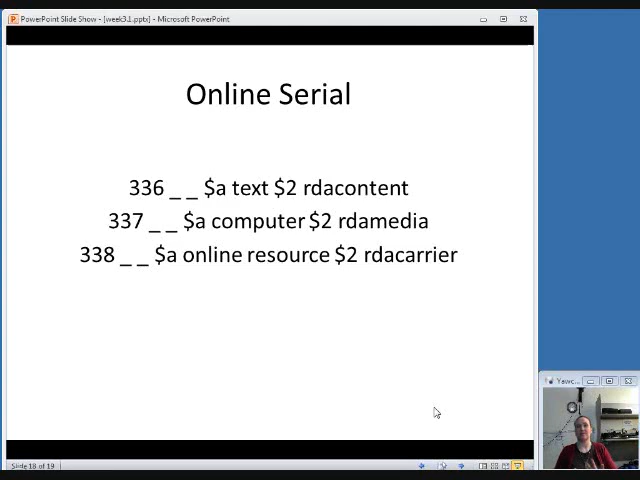 PowerPoint Slide Show - [week3.1.pptx] - Microsoft PowerPoint
Online Serial
336 _ _ $a text $2 rdacontent
337 _ _ $a computer $2 rdamedia
338 _ _ $a online resource $2 rdacarrier
Yawc...
Slide 18 of 19